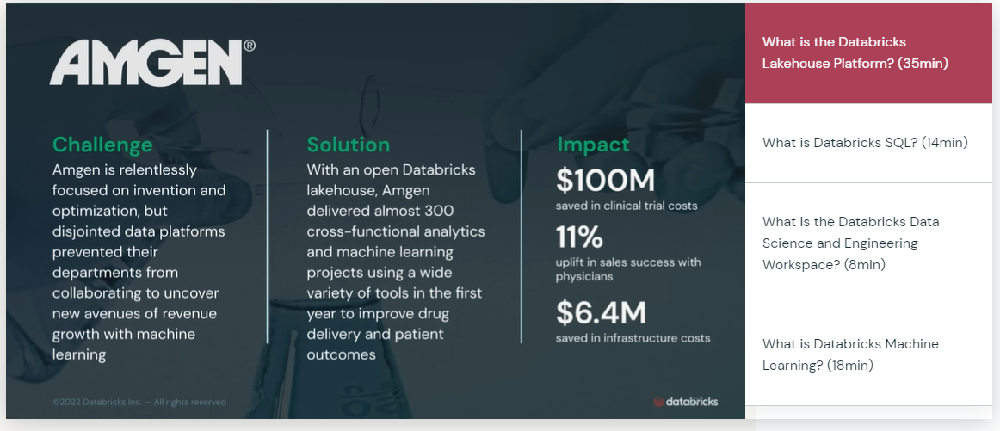 AMGEN®
Challenge
Amgen is relentlessly
focused on invention and
optimization, but
disjointed data platforms
prevented their
departments from
collaborating to uncover
new avenues of revenue
growth with machine
learning
Solution
With an open Databricks
lakehouse, Amgen
delivered almost 300
cross-functional analytics
and machine learning
projects using a wide
variety of tools in the first
year to improve drug
delivery and patient
outcomes
Impact
$100M
saved in clinical trial costs
11%
uplift in sales success with
physicians
$6.4M
saved in infrastructure costs
©2022 Databricks Inc. — All rights reserved
databricks
What is the Databricks
Lakehouse Platform? (35min)
What is Databricks SQL? (14min)
What is the Databricks Data
Science and Engineering
Workspace? (8min)
What is Databricks Machine
Learning? (18min)